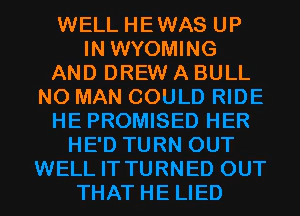 WELL HE WAS UP
IN WYOMING
AND DREW A BULL
NO MAN COULD RIDE
HE PROMISED HER
HE'D TURN OUT
WELL IT TURNED OUT
THAT HE LIED